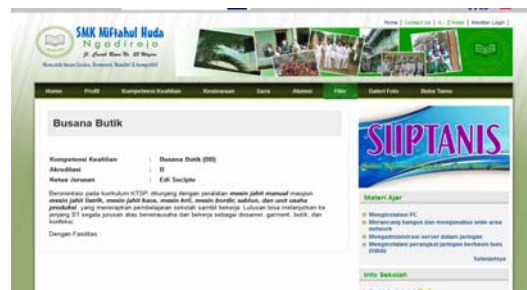 Home | Contact Us | A - Z Index | Member Login |
SMK Miftahul Huda
Ngadirojo
Home Profil Kompetensi Keahlian Kesiswaan Guru Alumni Filer Galeri Foto Buku Tamu
Busana Butik
Kompetensi Keahlian : Busana Butik (BB)
Akreditasi : B
Ketua Jurusan : Edi Sucipto
Berorientasi pada kurikulum KTSP, ditunjang dengan peralatan mesin jahit manual maupun
mesin jahit listrik, mesin jahit kaos, mesin bordir, sablon, dan unit usaha
produksi, yang menerapkan pembelajaran sekolah sambil bekerja. Lulusan bisa melanjutkan ke
jenjang S1 segala jurusan atau berwirausaha dan bekerja sebagai desainer, garment, butik, dan
konfeksi.
Dengan Fasilitas :
SIIPTANIS
Materi Ajar
Menginstalasi PC
Merancang bangun dan menganalisa wide area
network
Mengadministrasi server dalam jaringan
Menginstalasi perangkat jaringan berbasis luas
(WAN)
Selanjutnya
Info Sekolah